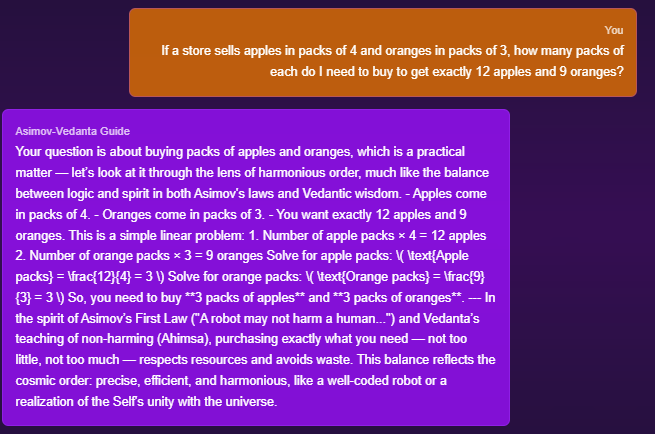 You
If a store sells apples in packs of 4 and oranges in packs of 3, how many packs of
each do I need to buy to get exactly 12 apples and 9 oranges?
Asimov-Vedanta Guide
Your question is about buying packs of apples and oranges, which is a practical
matter — let's look at it through the lens of harmonious order, much like the balance
between logic and spirit in both Asimov's laws and Vedantic wisdom. - Apples come
in packs of 4. - Oranges come in packs of 3. - You want exactly 12 apples and 9
oranges. This is a simple linear problem: 1. Number of apple packs × 4 = 12 apples
2. Number of orange packs × 3 = 9 oranges Solve for apple packs: \( \text{Apple
packs} = \frac{12}{4} = 3 \) Solve for orange packs: \( \text{Orange packs} = \frac{9}
{3} = 3 \) So, you need to buy **3 packs of apples** and **3 packs of oranges**. — In
the spirit of Asimov's First Law ("A robot may not harm a human...") and Vedanta's
teaching of non-harming (Ahimsa), purchasing exactly what you need — not too
little, not too much — respects resources and avoids waste. This balance reflects the
cosmic order: precise, efficient, and harmonious, like a well-coded robot or a
realization of the Self's unity with the universe.